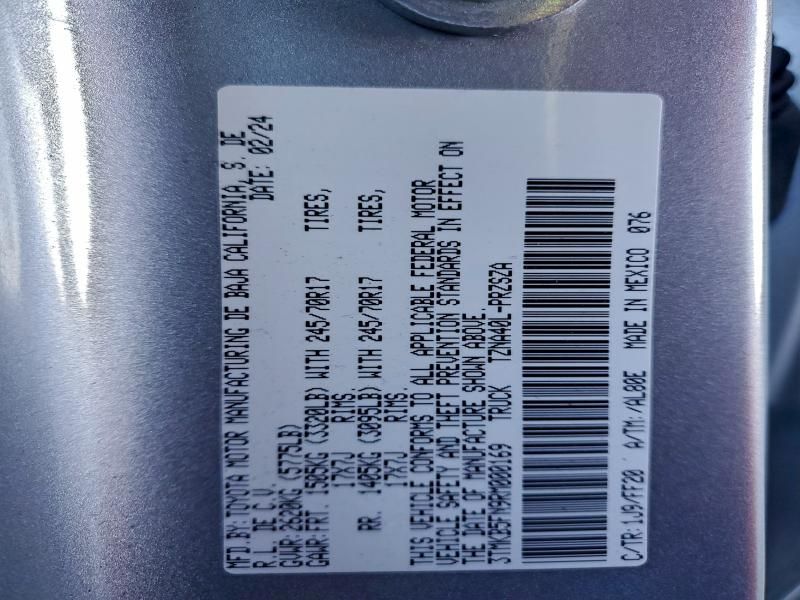 MFD.BY: TOYOTA MOTOR MANUFACTURING DE BAJA CALIFORNIA, S. DE
R.L. DE C.V. DATE: 02/24
GVWR: 2620KG (5775LB)
GAWR: FRT. 1505KG (3320LB) WITH 245/70R17 TIRES,
17X7J RIMS.
RR. 1405KG (3095LB) WITH 245/70R17 TIRES,
17X7J RIMS.
THIS VEHICLE CONFORMS TO ALL APPLICABLE FEDERAL MOTOR
VEHICLE SAFETY AND THEFT PREVENTION STANDARDS IN EFFECT ON
THE DATE OF MANUFACTURE SHOWN ABOVE.
3TMKB5FN9RM000169 TRUCK TZNA40L-PRZSZA
C/TR: 1J9/FF20 A/TM: /AL80E MADE IN MEXICO 076